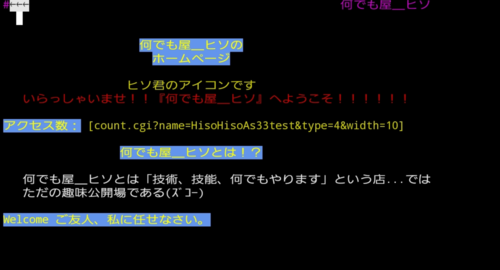 #←←← 何でも屋__ヒソ
何でも屋__ヒソの
ホームページ
ヒソ君のアイコンです
いらっしゃいませ!!『何でも屋__ヒソ』へようこそ!!!!!!
アクセス数: [count.cgi?name=HisoHisoAs33test&type=4&width=10]
何でも屋__ヒソとは!?
何でも屋__ヒソとは「技術、技能、何でもやります」という店...では
ただの趣味公開場である(ズコー)
Welcome ご友人、私に任せなさい。